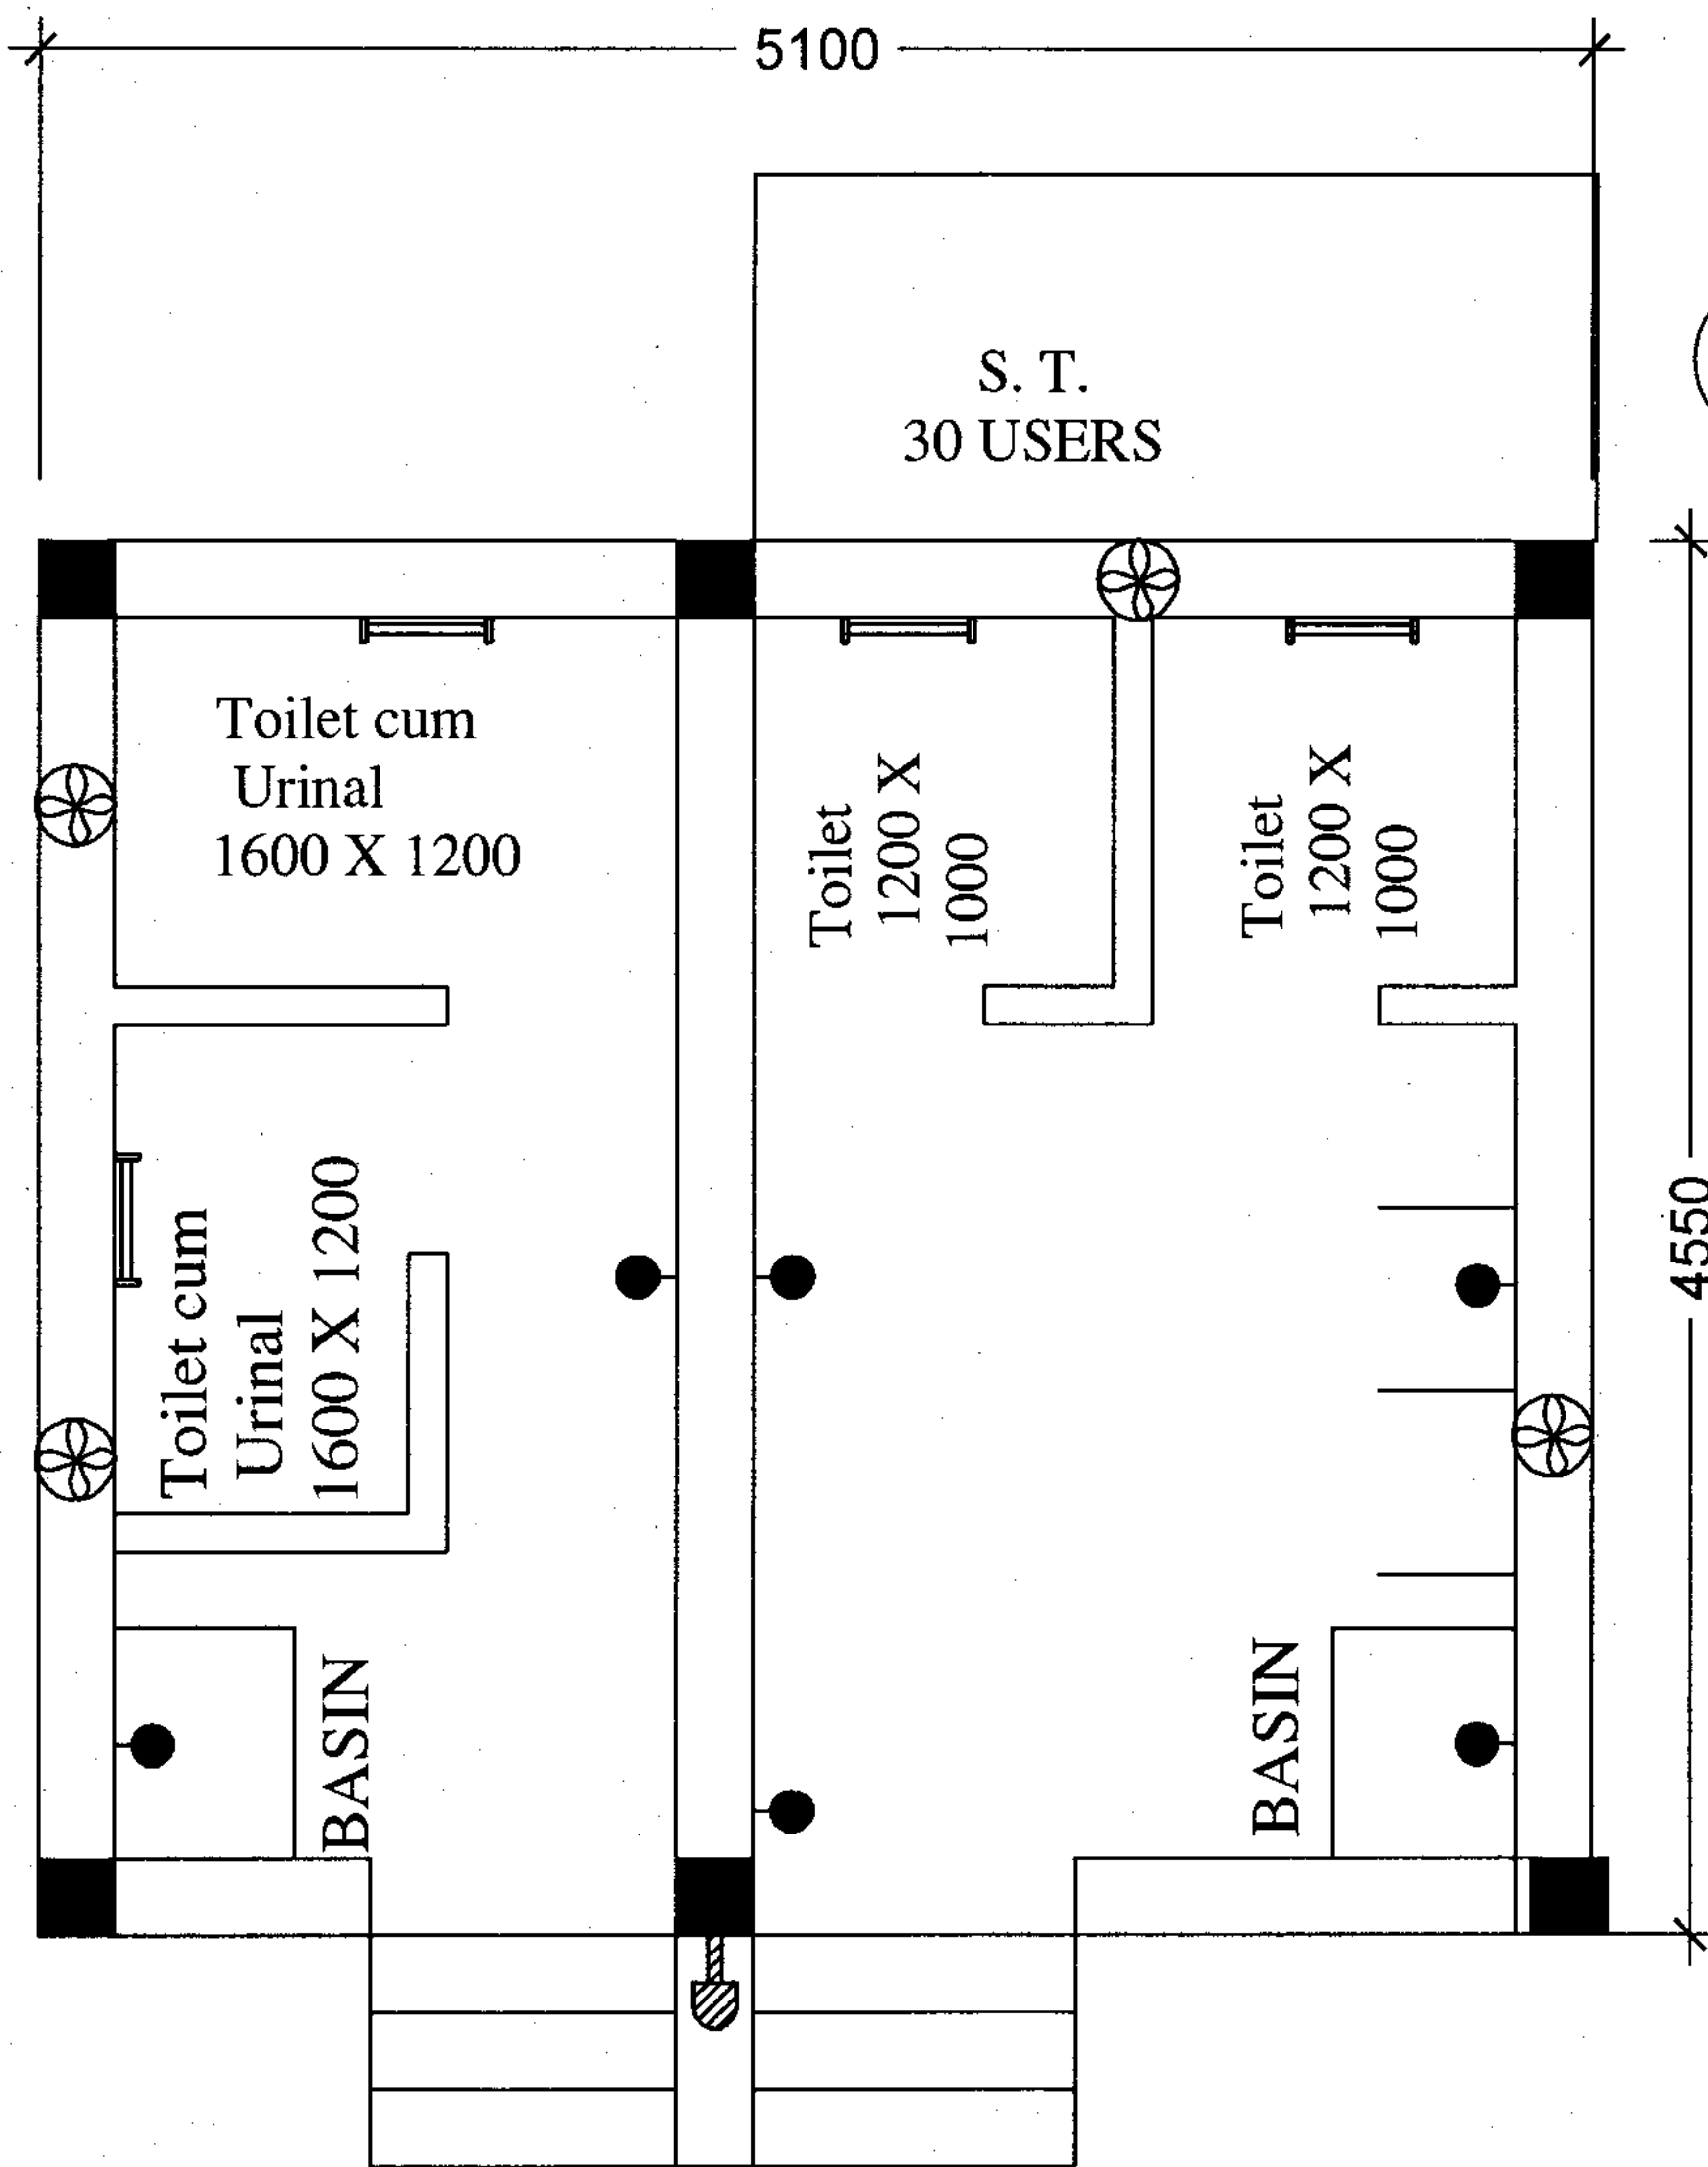 5100
S. T.
30 USERS
Toilet cum
Urinal
1600 X 1200
Toilet
1200 X
1000
Toilet
1200 X
1000
Toilet cum
Urinal
1600 X 1200
4550
BASIN
BASIN